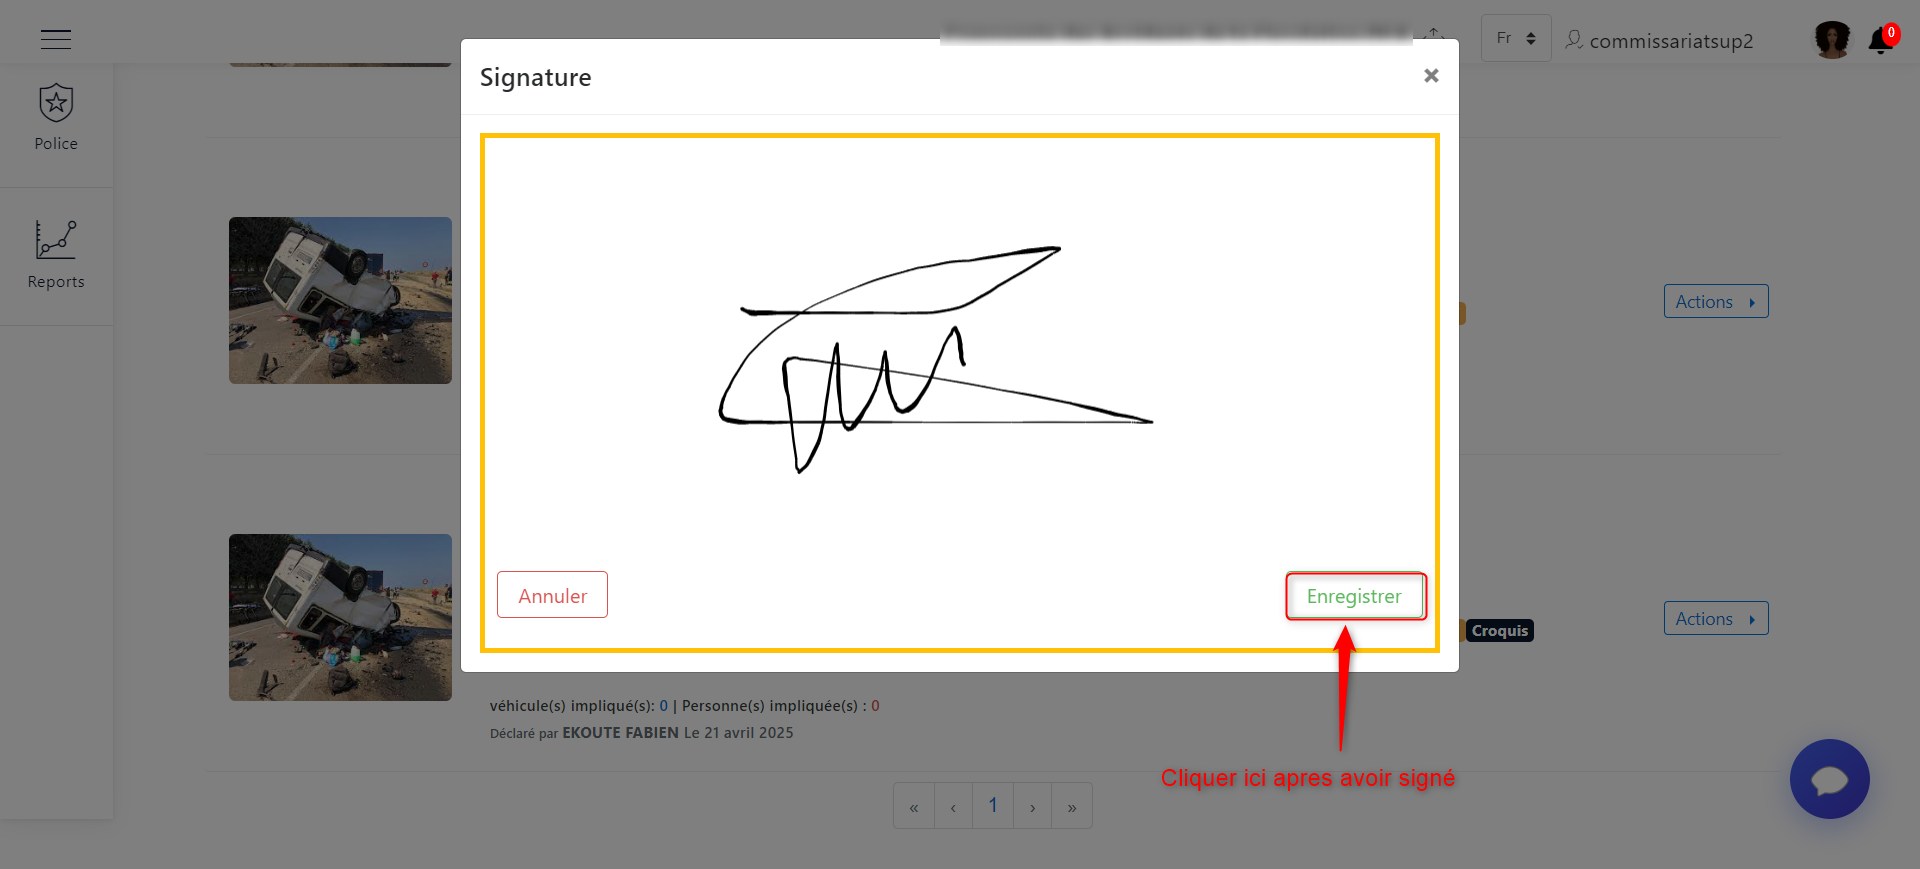 Fr
commissariatsup2
0
Signature
×
Police
Reports
Actions
Annuler
Enregistrer
Actions
Croquis
véhicule(s) impliqué(s): 0 | Personne(s) impliquée(s) : 0
Déclaré par EKOUTE FABIEN Le 21 avril 2025
Cliquer ici apres avoir signé
« ‹ 1 › »